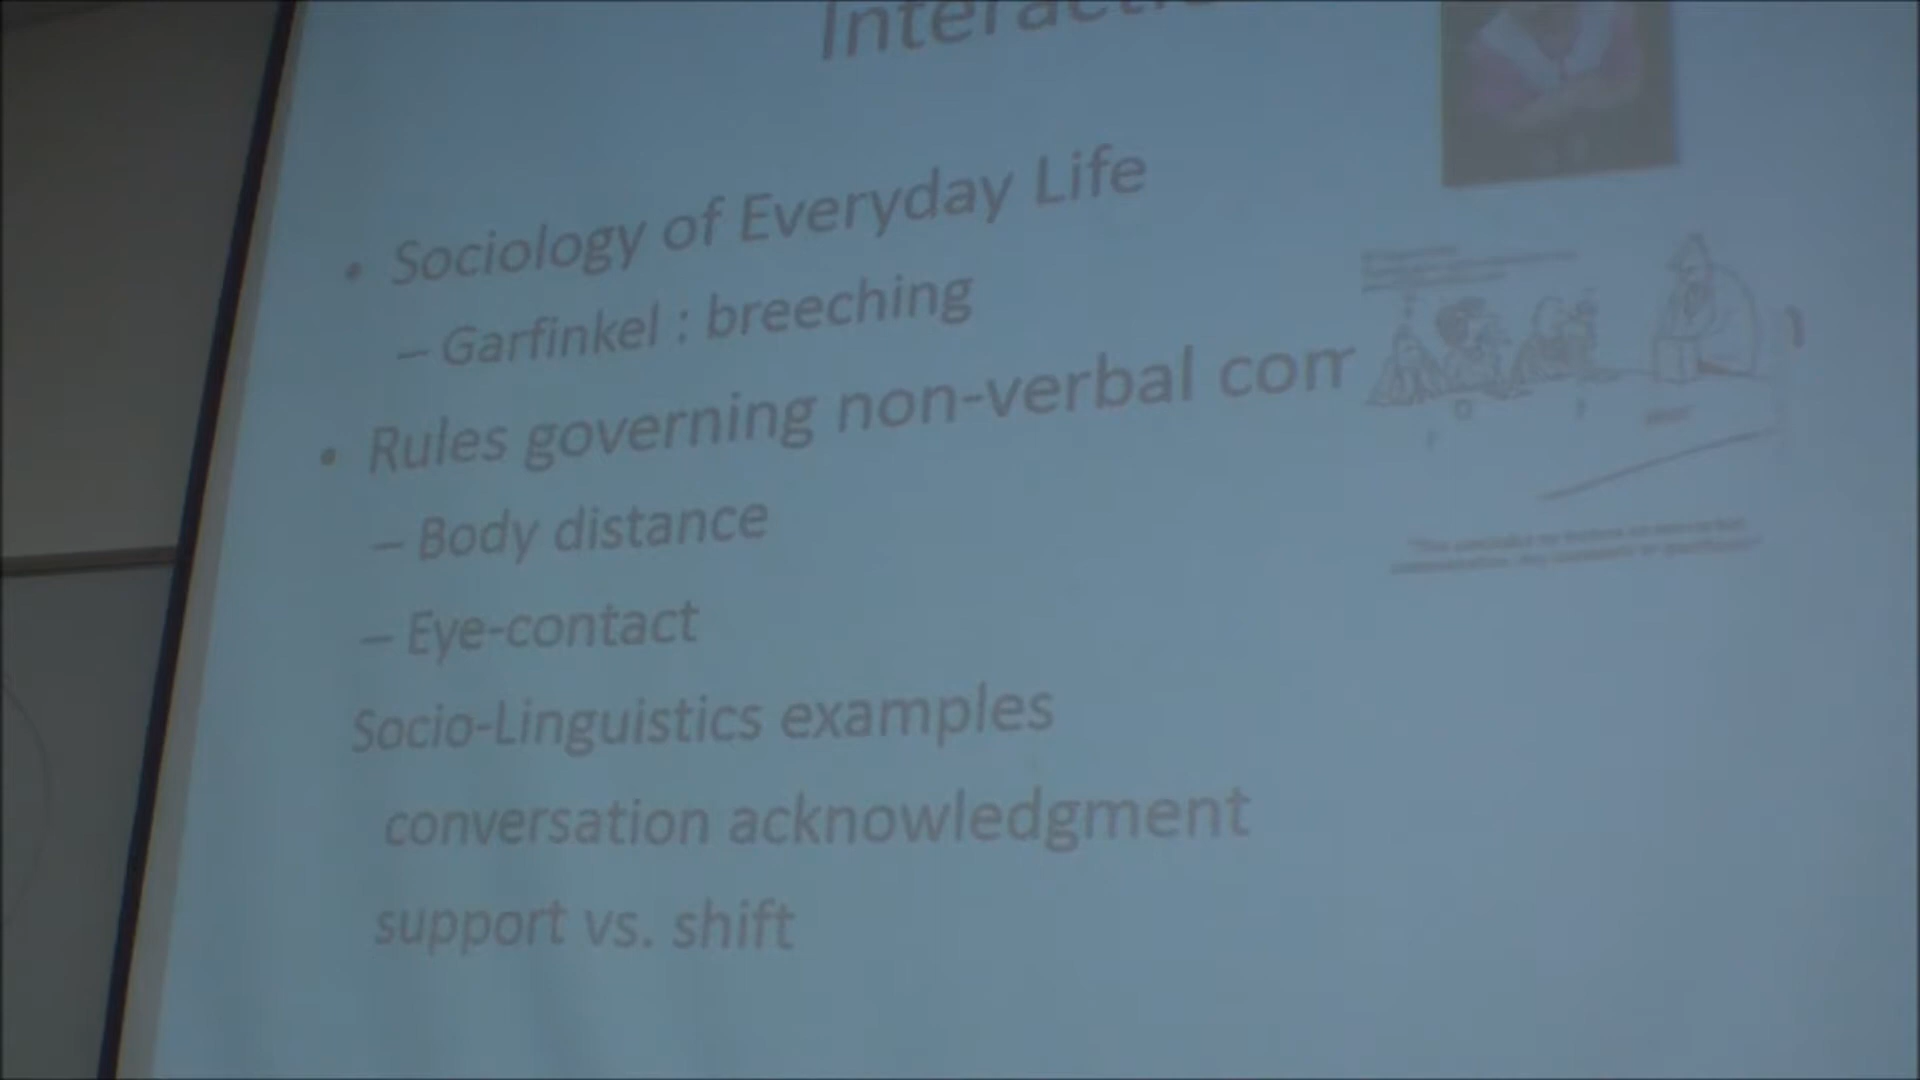 • Sociology of Everyday Life
– Garfinkel : breeching
• Rules governing non-verbal com
– Body distance
– Eye-contact
Socio-Linguistics examples
conversation acknowledgment
support vs. shift